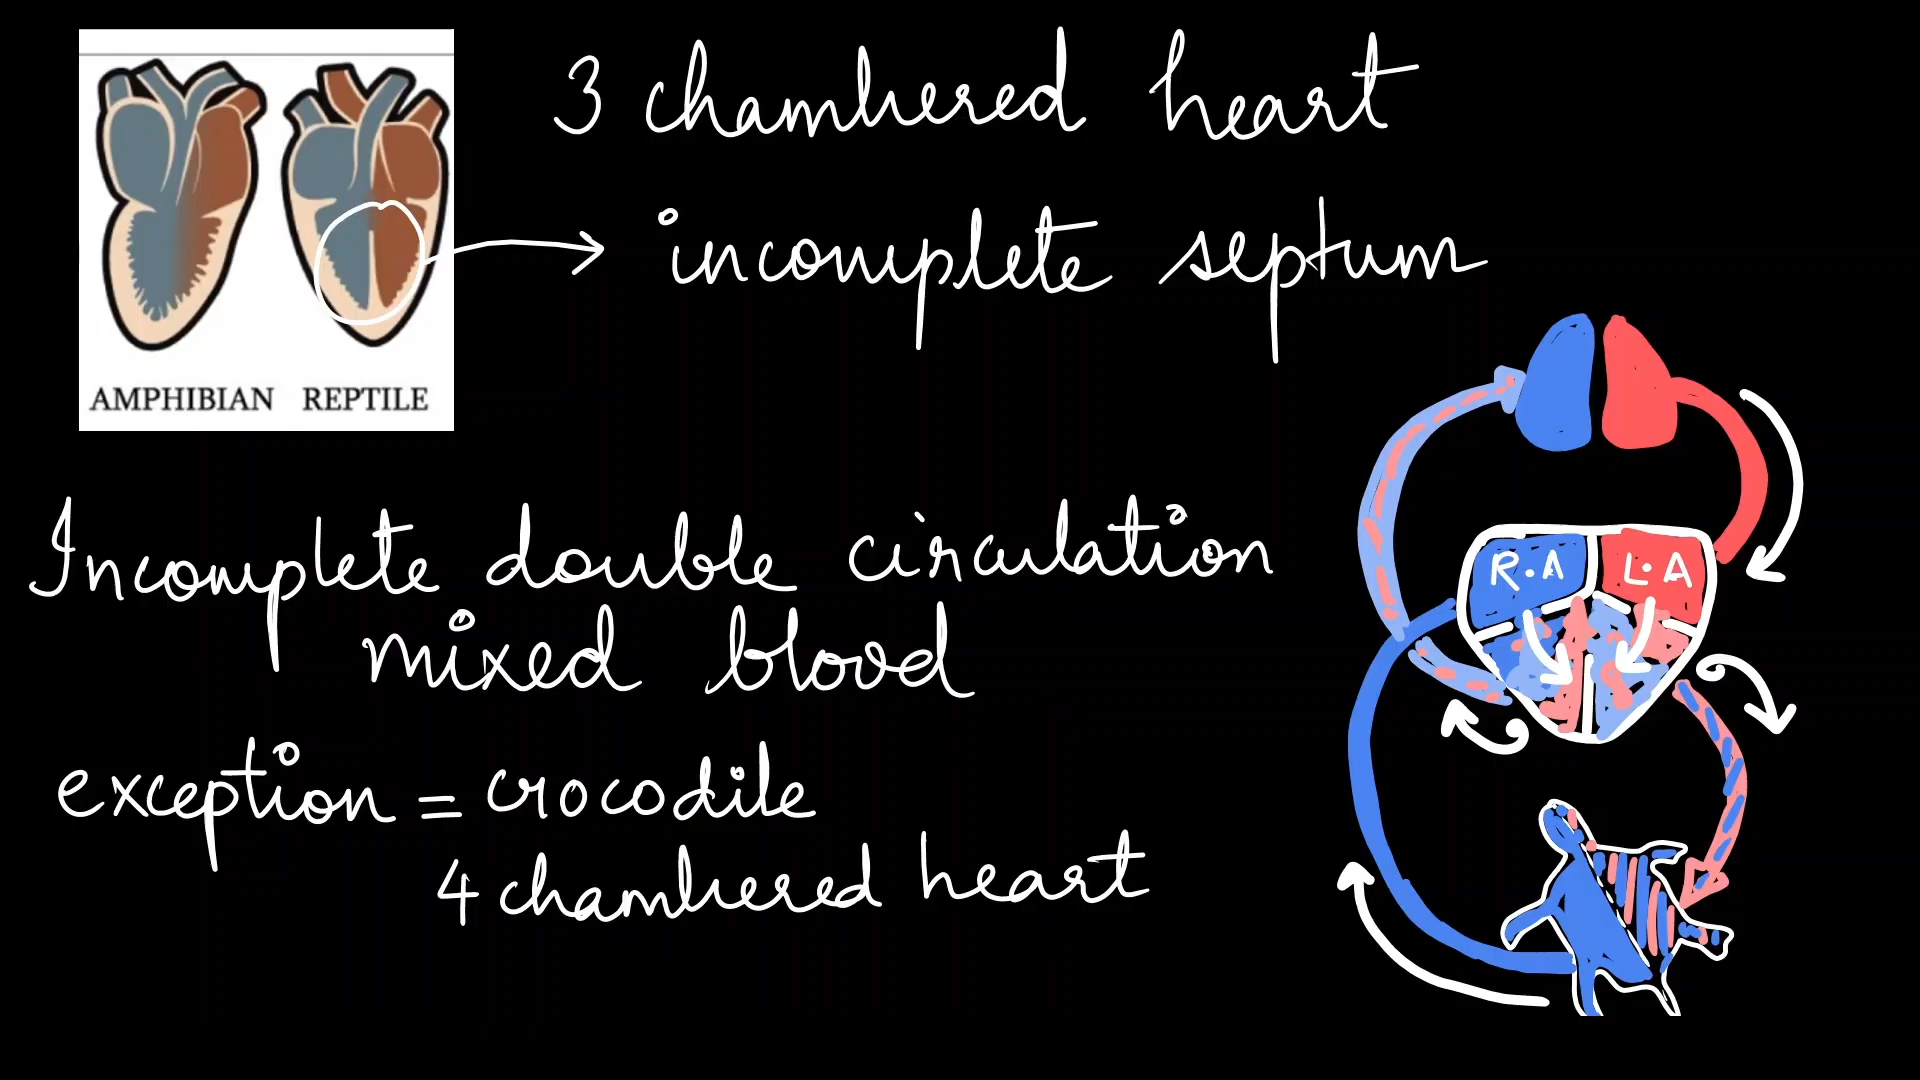 3 chambered heart
incomplete septum
AMPHIBIAN REPTILE
Incomplete double circulation
mixed blood
exception = crocodile
4 chambered heart
R.A L.A